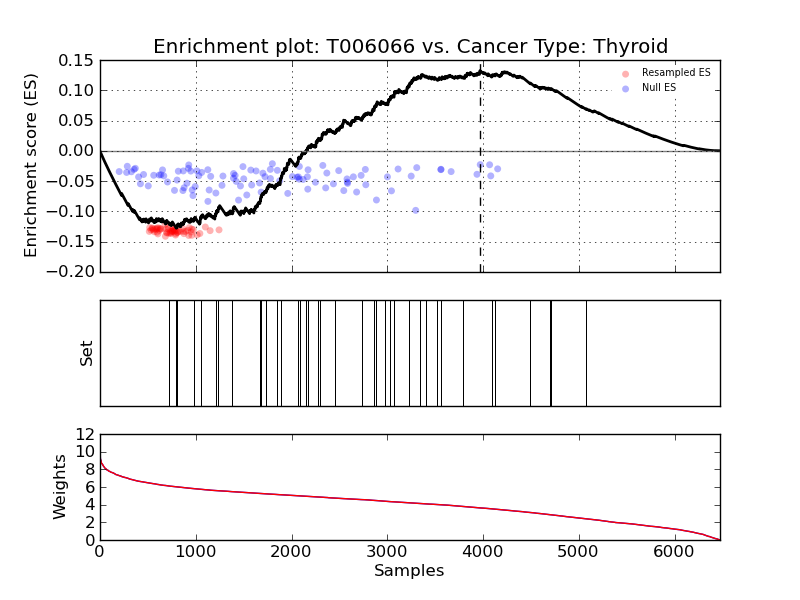 Enrichment plot: T006066 vs. Cancer Type: Thyroid
Enrichment score (ES)
0.15
0.10
0.05
0.00
−0.05
−0.10
−0.15
−0.20
Resampled ES
Null ES
Set
Weights
12
10
8
6
4
2
0
0 1000 2000 3000 4000 5000 6000
Samples